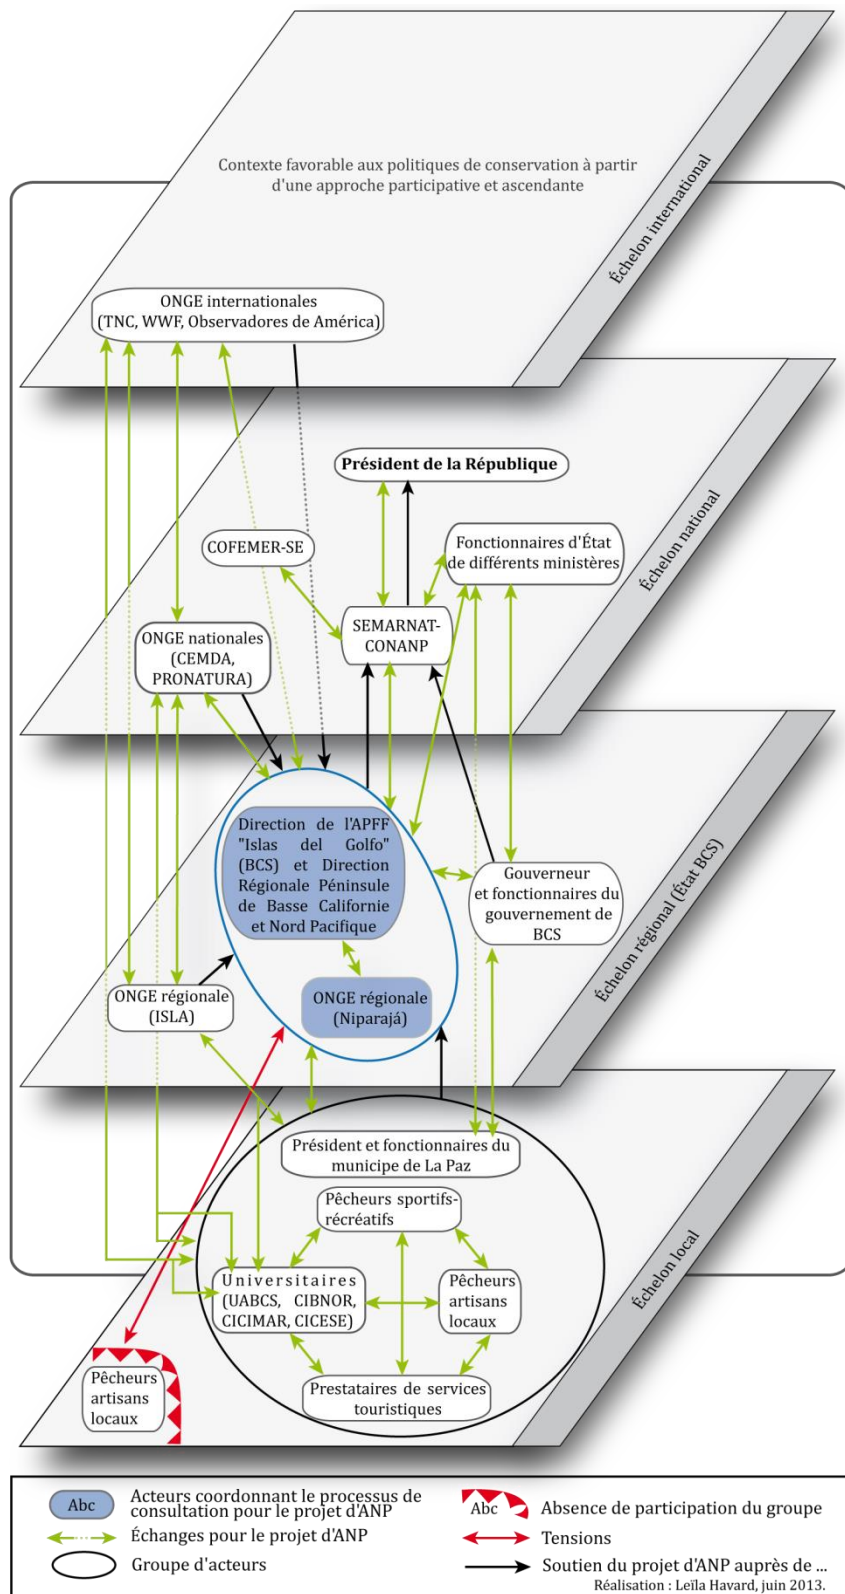 Contexte favorable aux politiques de conservation à partir
d'une approche participative et ascendante
Échelon international
ONGE internationales
(TNC, WWF, Observadores de América)
Président de la République
COFEMER-SE
Fonctionnaires d'État
de différents ministères
Échelon national
SEMARNAT-
CONANP
ONGE nationales
(CEMDA,
PRONATURA)
Direction de l'APFF
"Islas del Golfo"
(BCS) et Direction
Régionale Péninsule
de Basse Californie
et Nord Pacifique
Gouverneur
et fonctionnaires du
gouvernement de
BCS
Échelon régional (État BCS)
ONGE régionale
(ISLA)
ONGE régionale
(Niparajá)
Président et fonctionnaires du
municipe de La Paz
Pêcheurs sportifs-
récréatifs
Universitaires
(UABCS, CIBNOR,
CICIMAR, CICESE)
Pêcheurs
artisans
locaux
Prestataires de services
touristiques
Échelon local
Pêcheurs
artisans
locaux
Abc
Acteurs coordonnant le processus de
consultation pour le projet d'ANP
Échanges pour le projet d'ANP
Groupe d'acteurs
Abc
Absence de participation du groupe
Tensions
Soutien du projet d'ANP auprès de ...
Réalisation : Leïla Havard, juin 2013.